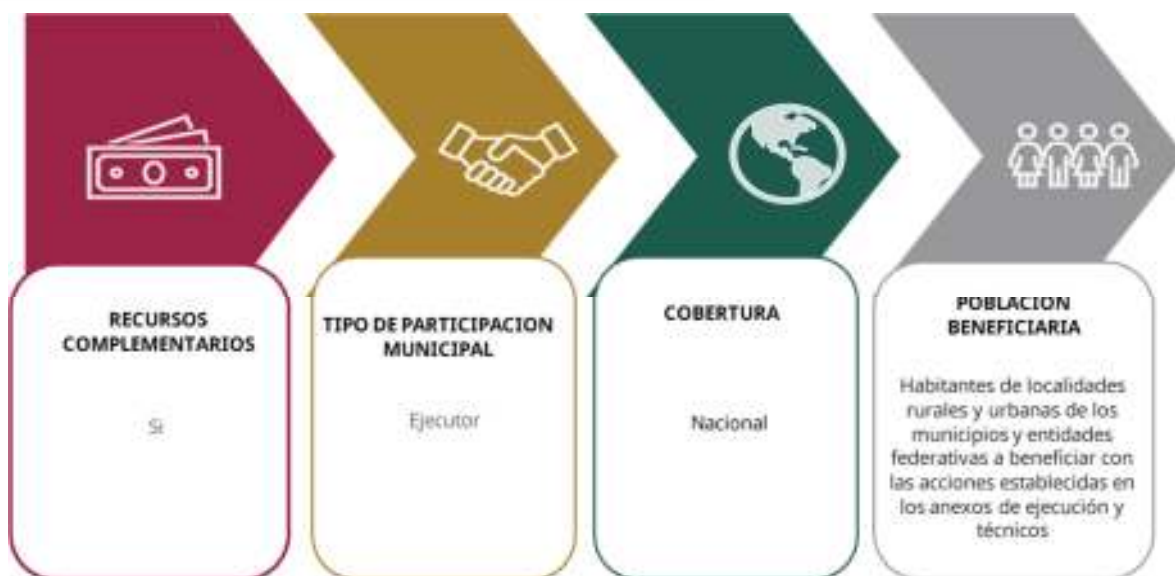 RECURSOS
COMPLEMENTARIOS
Si
TIPO DE PARTICIPACION
MUNICIPAL
Ejecutor
COBERTURA
Nacional
POBLACION
BENEFICIARIA
Habitantes de localidades
rurales y urbanas de los
municipios y entidades
federativas a beneficiar con
las acciones establecidas en
los anexos de ejecución y
técnicos